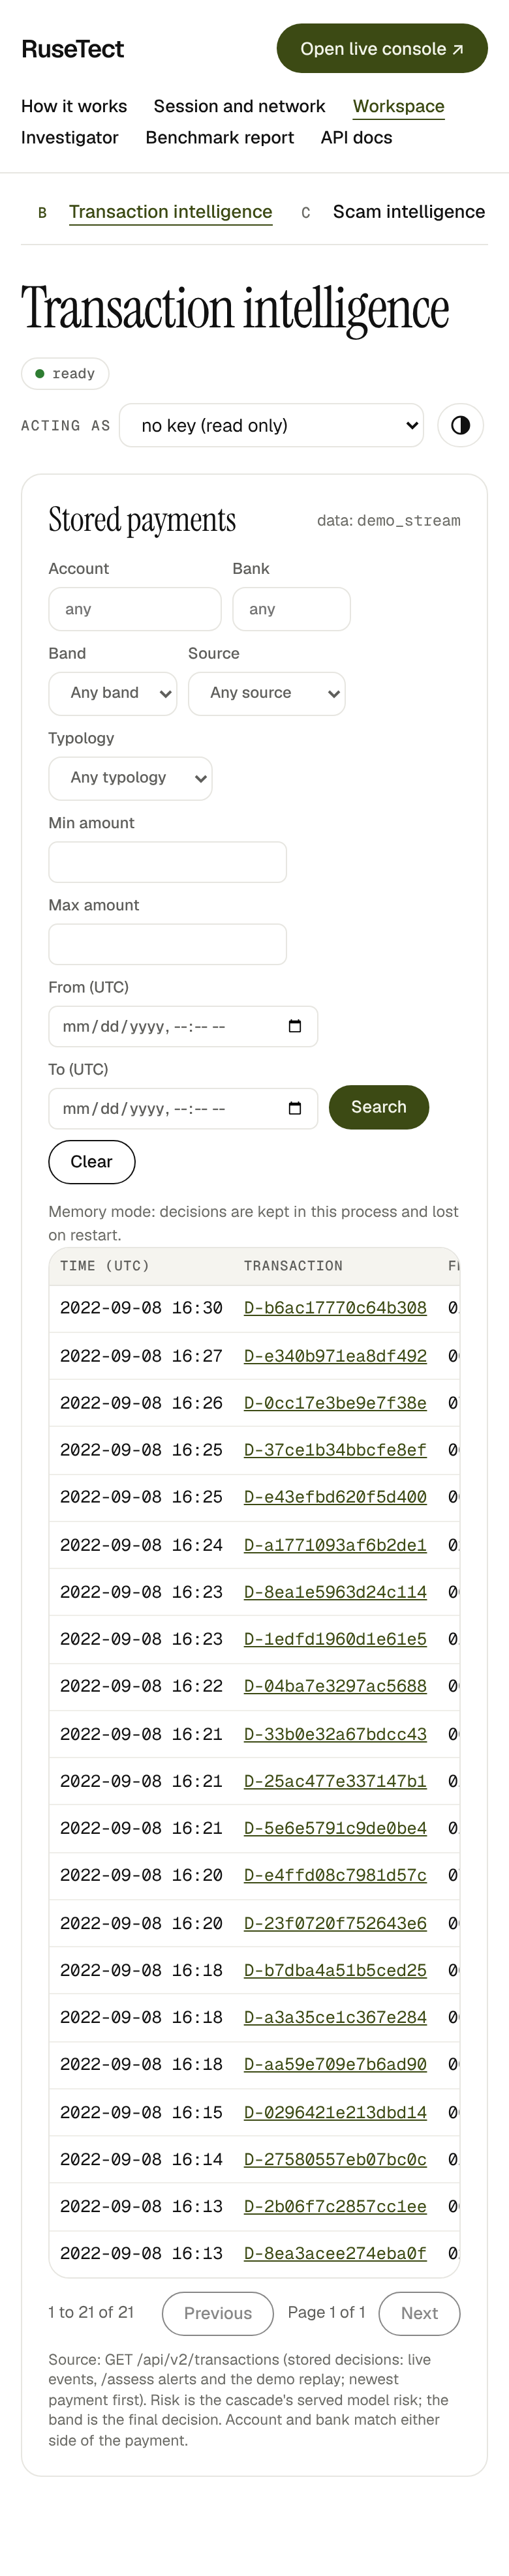 RuseTect
Open live console ↗
How it works Session and network Workspace
Investigator Benchmark report API docs
B Transaction intelligence C Scam intelligence
Transaction intelligence
ready
ACTING AS no key (read only)
Stored payments data: demo_stream
Account Bank
any any
Band Source
Any band Any source
Typology
Any typology
Min amount
Max amount
From (UTC)
mm/dd/yyyy, --:-- --
To (UTC)
mm/dd/yyyy, --:-- -- Search
Clear
Memory mode: decisions are kept in this process and lost
on restart.
TIME (UTC) TRANSACTION
2022-09-08 16:30 D-b6ac17770c64b308
2022-09-08 16:27 D-e340b971ea8df492
2022-09-08 16:26 D-0cc17e3be9e7f38e
2022-09-08 16:25 D-37ce1b34bbcfe8ef
2022-09-08 16:25 D-e43efbd620f5d400
2022-09-08 16:24 D-a1771093af6b2de1
2022-09-08 16:23 D-8ea1e5963d24c114
2022-09-08 16:23 D-1edfd1960d1e61e5
2022-09-08 16:22 D-04ba7e3297ac5688
2022-09-08 16:21 D-33b0e32a67bdcc43
2022-09-08 16:21 D-25ac477e337147b1
2022-09-08 16:21 D-5e6e5791c9de0be4
2022-09-08 16:20 D-e4ffd08c7981d57c
2022-09-08 16:20 D-23f0720f752643e6
2022-09-08 16:18 D-b7dba4a51b5ced25
2022-09-08 16:18 D-a3a35ce1c367e284
2022-09-08 16:18 D-aa59e709e7b6ad90
2022-09-08 16:15 D-0296421e213dbd14
2022-09-08 16:14 D-27580557eb07bc0c
2022-09-08 16:13 D-2b06f7c2857cc1ee
2022-09-08 16:13 D-8ea3acee274eba0f
1 to 21 of 21 Previous Page 1 of 1 Next
Source: GET /api/v2/transactions (stored decisions: live
events, /assess alerts and the demo replay; newest
payment first). Risk is the cascade's served model risk; the
band is the final decision. Account and bank match either
side of the payment.